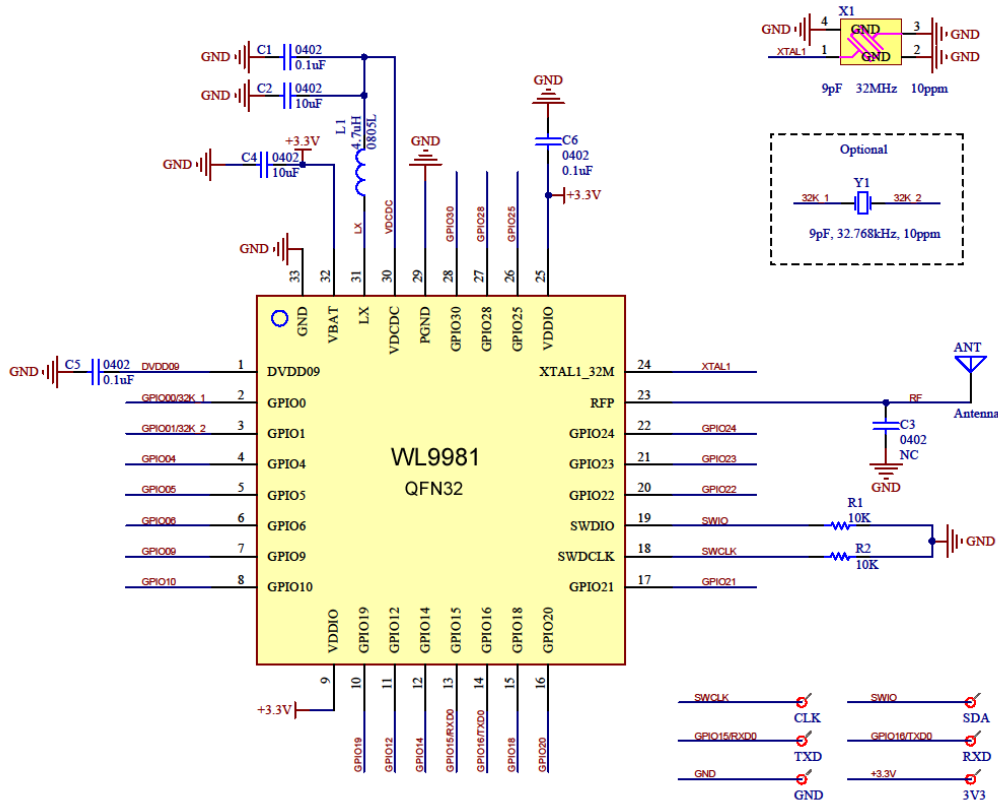 X1
GND 4 GND 3 GND
XTAL1 1 GND 2 GND
9pF 32MHz 10ppm
Optional
Y1
32K_1 32K_2
9pF, 32.768kHz, 10ppm
GND C1 0402
0.1uF
GND C2 0402
10uF
L1
4.7uH
0805L
+3.3V
GND C4 0402
10uF
GND
GND
C6
0402
0.1uF
+3.3V
LX
VDCDC
GPIO30
GPIO28
GPIO25
GND
33
32
31
30
29
28
27
26
25
GND
VBAT
LX
VDCDC
PGND
GPIO30
GPIO28
GPIO25
VDDIO
GND C5 0402 DVDD09 1 DVDD09
0.1uF
GPIO00/32K_1 2 GPIO0
GPIO01/32K_2 3 GPIO1
GPIO04 4 GPIO4
GPIO05 5 GPIO5
GPIO06 6 GPIO6
GPIO09 7 GPIO9
GPIO10 8 GPIO10
WL9981
QFN32
XTAL1_32M 24 XTAL1
RFP 23 RF
GPIO24 22 GPIO24
GPIO23 21 GPIO23
GPIO22 20 GPIO22
SWDIO 19 SWIO
SWDCLK 18 SWCLK
GPIO21 17 GPIO21
ANT
Antenna
C3
0402
NC
GND
R1
10K
R2
10K
GND
VDDIO
GPIO19
GPIO12
GPIO14
GPIO15
GPIO16
GPIO18
GPIO20
9
10
11
12
13
14
15
16
+3.3V
GPIO19
GPIO12
GPIO14
GPIO15/RXD0
GPIO16/TXD0
GPIO18
GPIO20
SWCLK CLK
SWIO SDA
GPIO15/RXD0 TXD
GPIO16/TXD0 RXD
GND GND
+3.3V 3V3